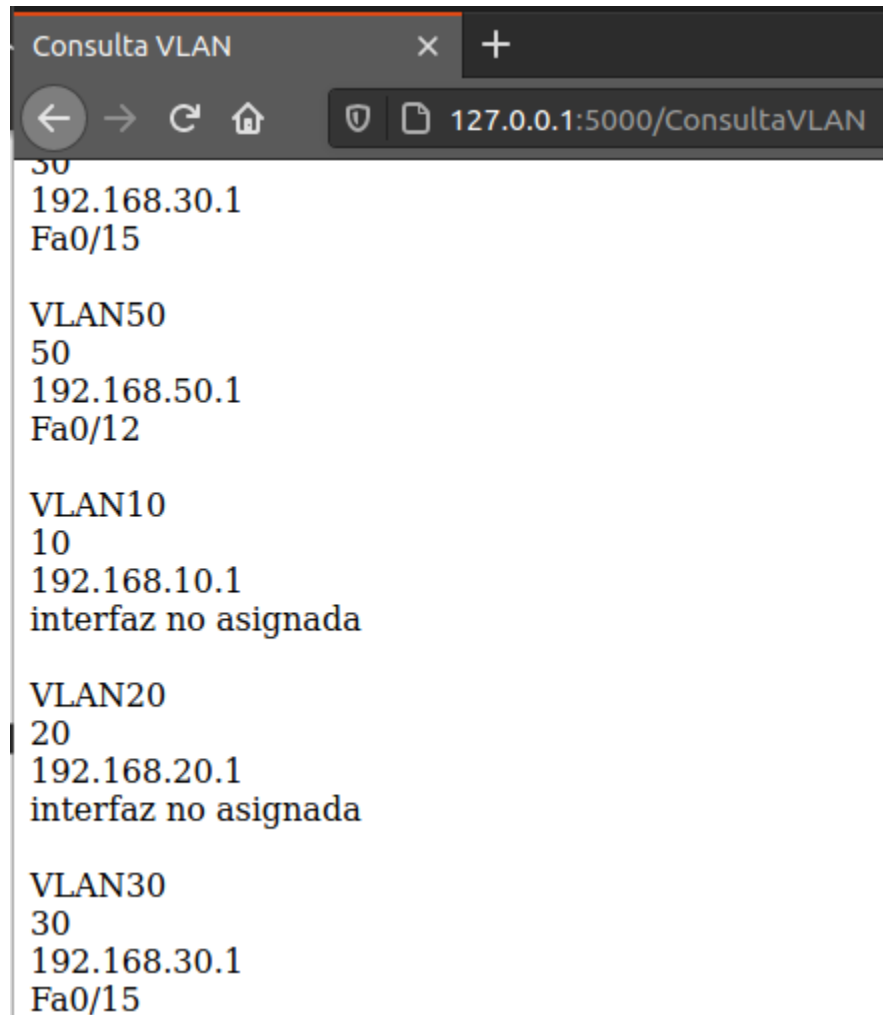 Consulta VLAN
127.0.0.1:5000/ConsultaVLAN
30
192.168.30.1
Fa0/15
VLAN50
50
192.168.50.1
Fa0/12
VLAN10
10
192.168.10.1
interfaz no asignada
VLAN20
20
192.168.20.1
interfaz no asignada
VLAN30
30
192.168.30.1
Fa0/15